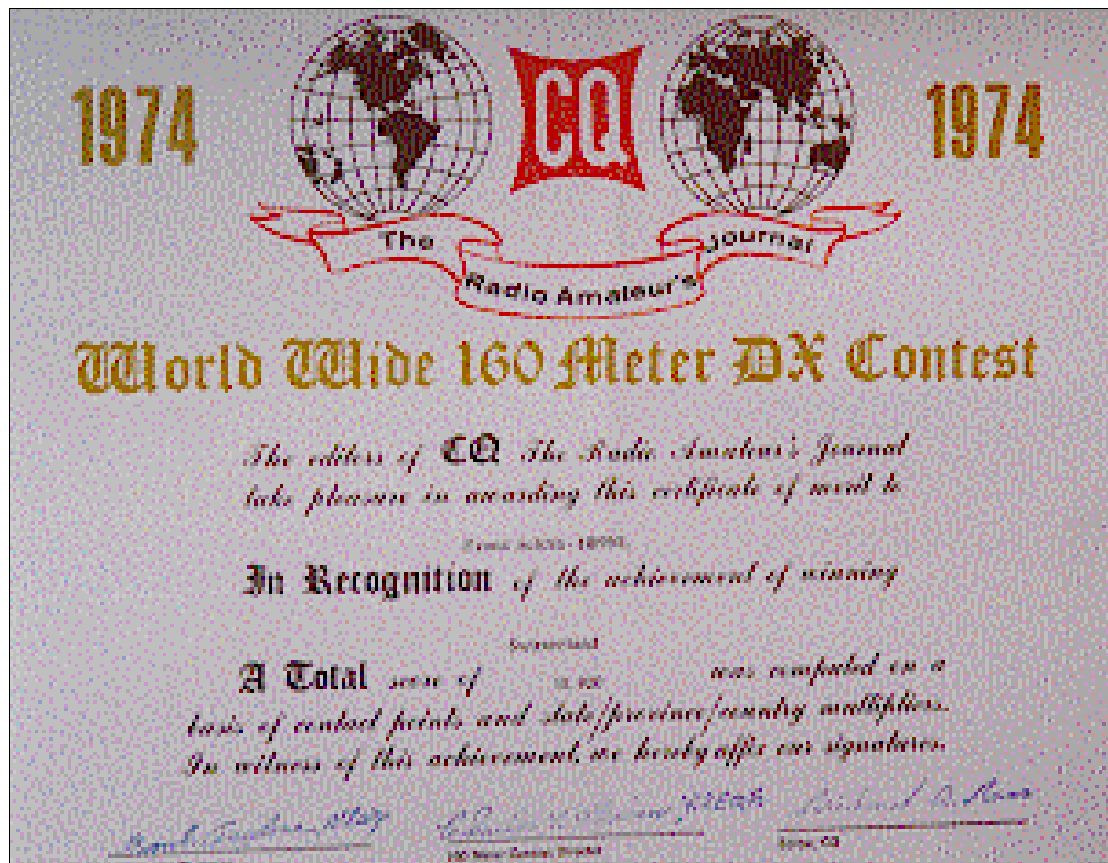 1974 CQ 1974
The Radio Amateur's Journal
World Wide 160 Meter DX Contest
The editors of CQ The Radio Amateur's Journal
take pleasure in awarding this certificate of merit to
In Recognition of the achievement of winning
A Total score of was computed on a
basis of contact points and state/province/country multipliers.
In witness of this achievement, we hereby affix our signatures.